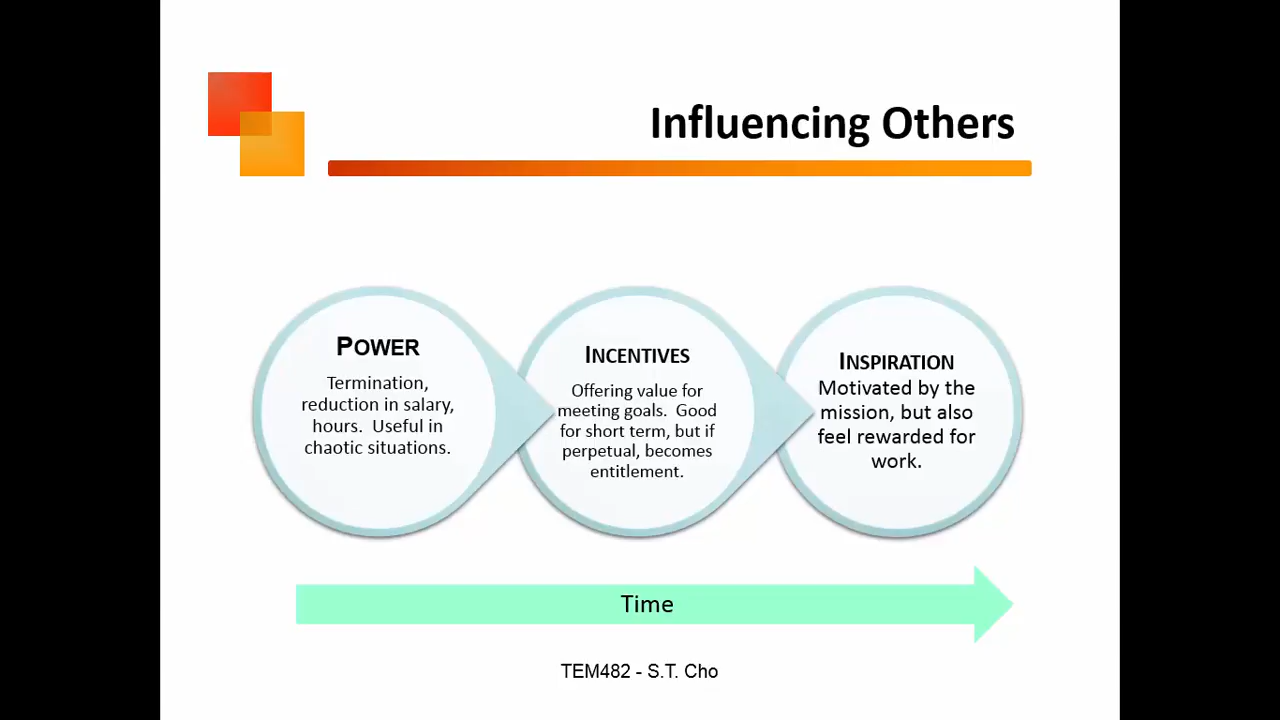 Influencing Others
POWER
Termination,
reduction in salary,
hours.  Useful in
chaotic situations.
INCENTIVES
Offering value for
meeting goals.  Good
for short term, but if
perpetual, becomes
entitlement.
INSPIRATION
Motivated by the
mission, but also
feel rewarded for
work.
Time
TEM482 - S.T. Cho